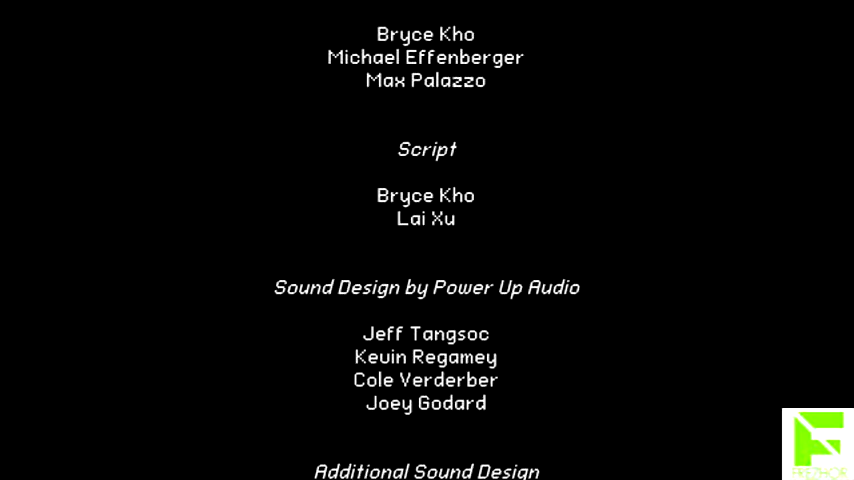 Bryce Kho
Michael Effenberger
Max Palazzo
Script
Bryce Kho
Lai Xu
Sound Design by Power Up Audio
Jeff Tangsoc
Kevin Regamey
Cole Verderber
Joey Godard
Additional Sound Design